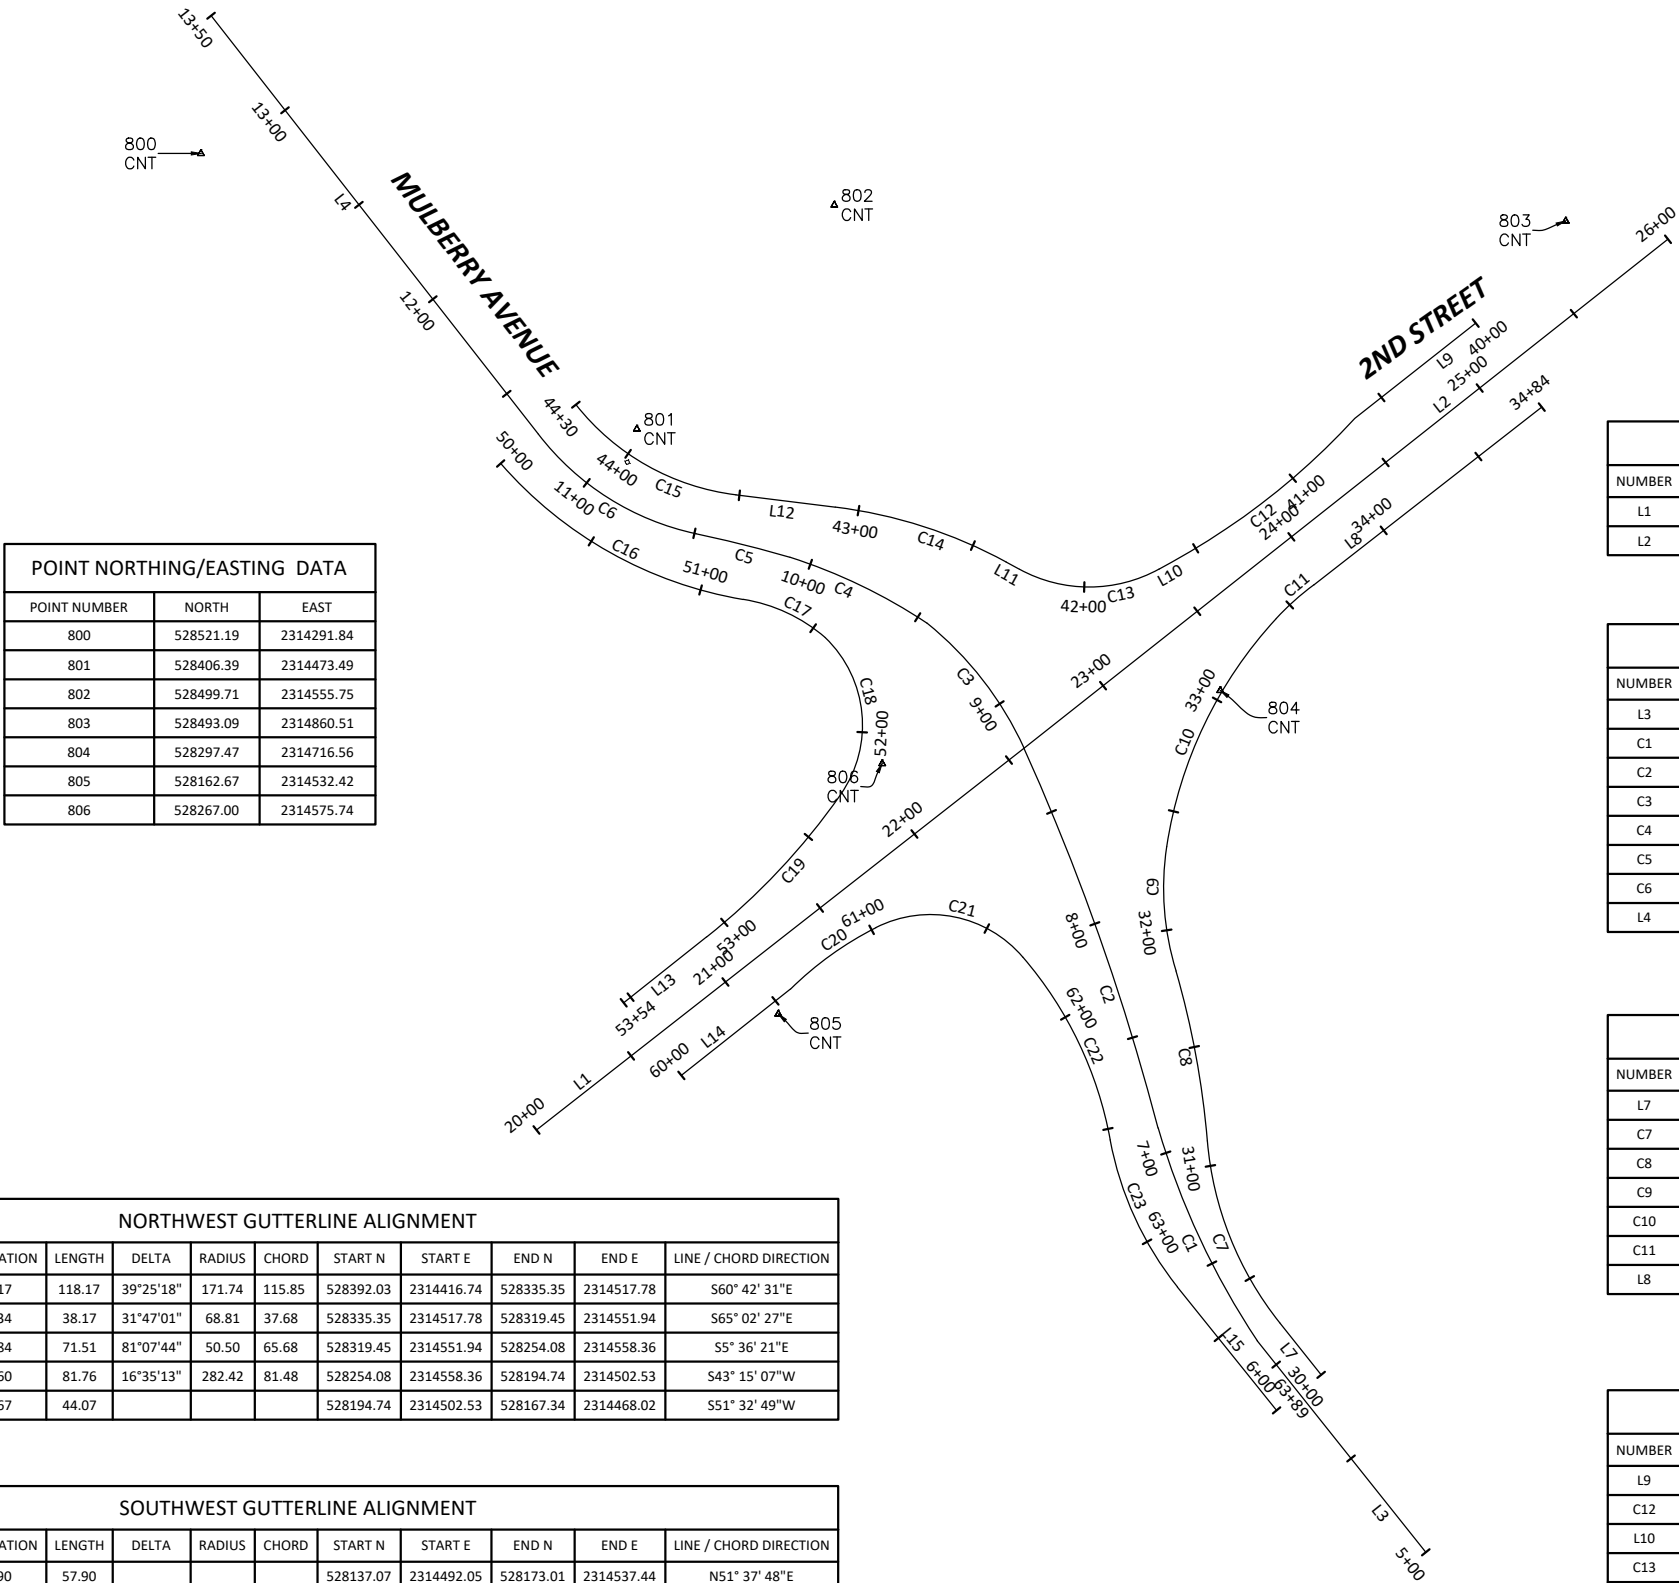 13+50
13+00
800
CNT
L4
MULBERRY AVENUE
802
CNT
803
CNT
26+00
12+00
2ND STREET
40+00
L9
25+00
L2
34+84
44+30
801
CNT
50+00
44+00
C15
11+00
C6
L12
43+00
C14
C12
41+00
24+00
34+00
L8
C16
C5
51+00
10+00
C4
L11
42+00
C13
L10
C11
C17
C3
9+00
C18
52+00
23+00
33+00
804
CNT
C10
806
CNT
22+00
C19
C9
61+00
C21
C20
8+00
32+00
53+00
21+00
L13
53+54
C2
62+00
805
CNT
60+00
L14
C22
C8
L1
20+00
7+00
31+00
C23
63+00
C1
C7
L15
L7
6+00
30+00
63+89
L3
5+00
POINT NORTHING/EASTING DATA
POINT NUMBER NORTH EAST
800 528521.19 2314291.84
801 528406.39 2314473.49
802 528499.71 2314555.75
803 528493.09 2314860.51
804 528297.47 2314716.56
805 528162.67 2314532.42
806 528267.00 2314575.74
NORTHWEST GUTTERLINE ALIGNMENT
ATION LENGTH DELTA RADIUS CHORD START N START E END N END E LINE / CHORD DIRECTION
17 118.17 39°25'18" 171.74 115.85 528392.03 2314416.74 528335.35 2314517.78 S60° 42' 31"E
34 38.17 31°47'01" 68.81 37.68 528335.35 2314517.78 528319.45 2314551.94 S65° 02' 27"E
84 71.51 81°07'44" 50.50 65.68 528319.45 2314551.94 528254.08 2314558.36 S5° 36' 21"E
60 81.76 16°35'13" 282.42 81.48 528254.08 2314558.36 528194.74 2314502.53 S43° 15' 07"W
67 44.07 528194.74 2314502.53 528167.34 2314468.02 S51° 32' 49"W
SOUTHWEST GUTTERLINE ALIGNMENT
ATION LENGTH DELTA RADIUS CHORD START N START E END N END E LINE / CHORD DIRECTION
90 57.90 528137.07 2314492.05 528173.01 2314537.44 N51° 37' 48"E
NUMBER
L1
L2
NUMBER
L3
C1
C2
C3
C4
C5
C6
L4
NUMBER
L7
C7
C8
C9
C10
C11
L8
NUMBER
L9
C12
L10
C13